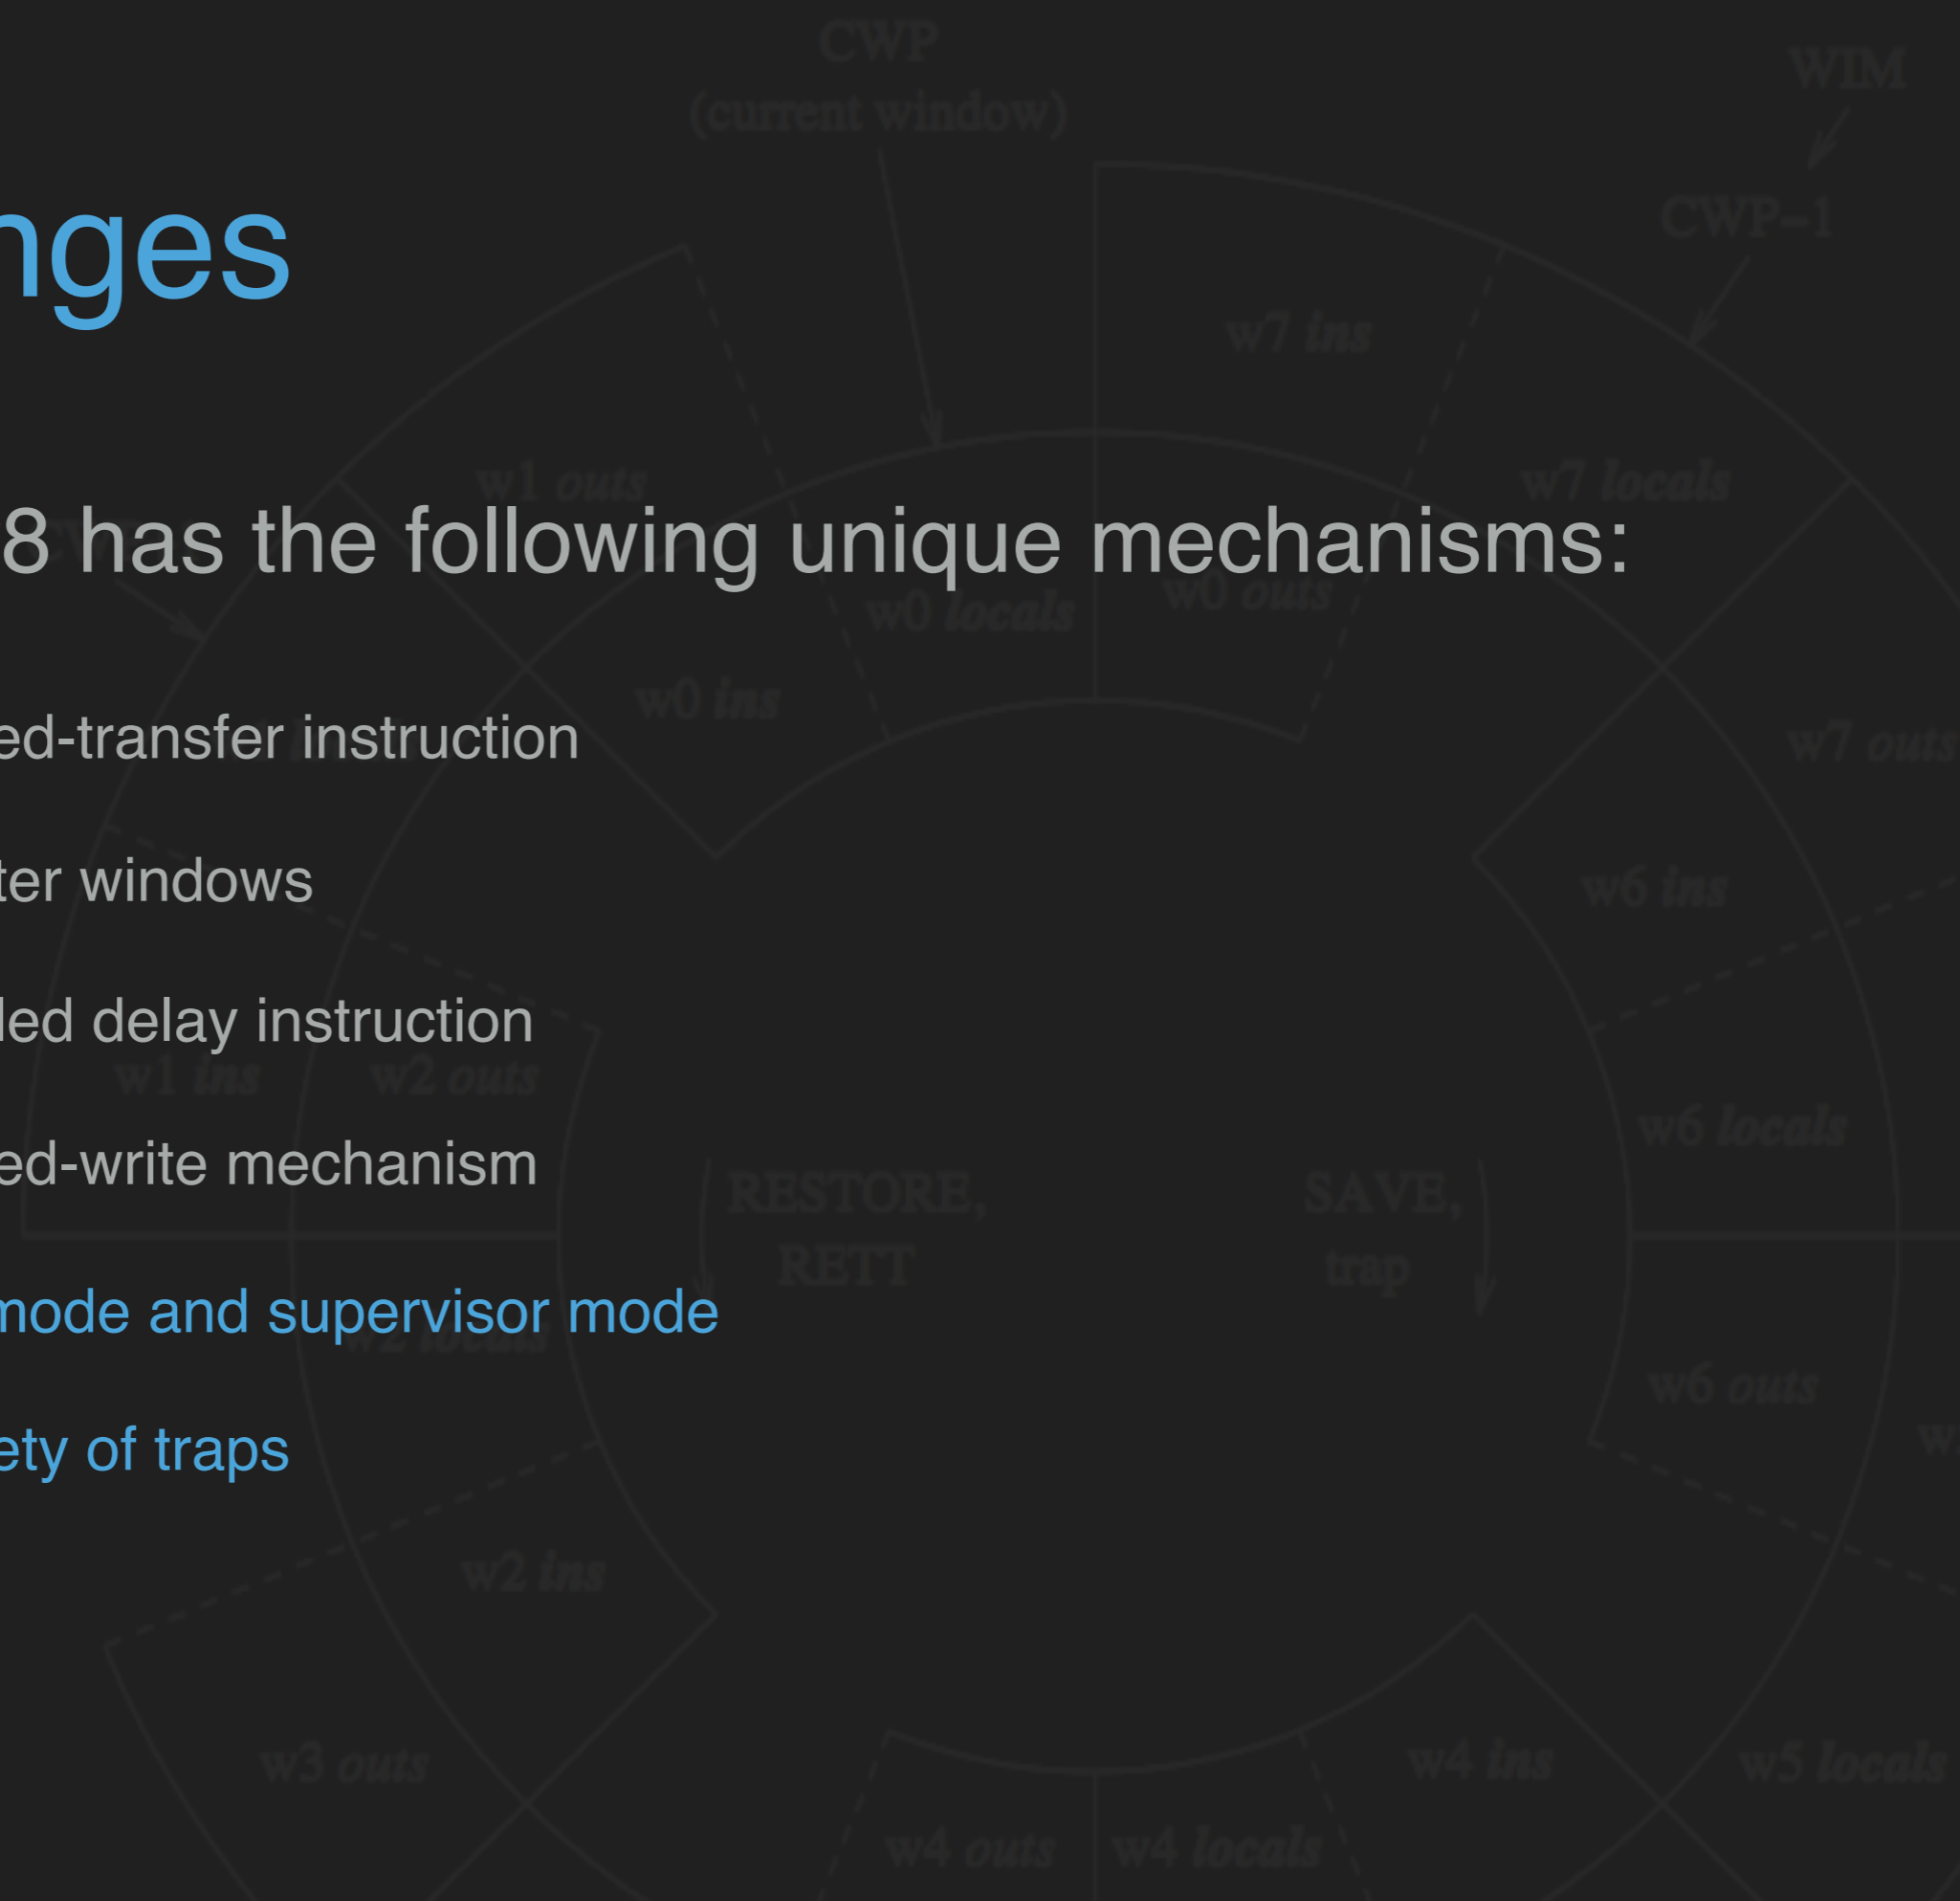 CWP
(current window)
WIM
CWP–1
nges
w7 ins
w1 outs
w7 locals
8 has the following unique mechanisms:
w0 locals
w0 outs
w0 ins
ed-transfer instruction
w7 outs
ter windows
w6 ins
led delay instruction
w1 ins
w2 outs
w6 locals
ed-write mechanism
RESTORE,
RETT
SAVE,
trap
mode and supervisor mode
w2 locals
w6 outs
ety of traps
w2 ins
w3 outs
w4 ins
w5 locals
w4 outs
w4 locals